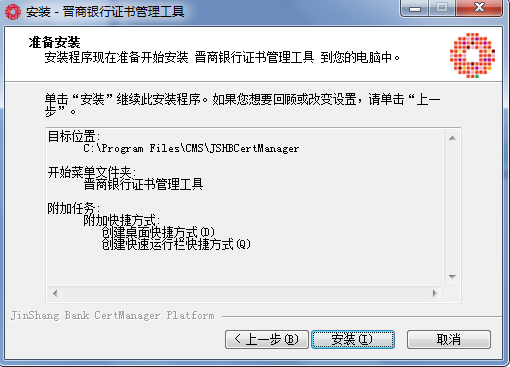 安装 - 晋商银行证书管理工具
准备安装
安装程序现在准备开始安装 晋商银行证书管理工具 到您的电脑中。
单击“安装”继续此安装程序。如果您想要回顾或改变设置，请单击“上一
步”。
目标位置:
C:\Program Files\CMS\JSHBCertManager
开始菜单文件夹:
晋商银行证书管理工具
附加任务:
附加快捷方式:
创建桌面快捷方式(D)
创建快速运行栏快捷方式(Q)
JinShang Bank CertManager Platform
< 上一步(B)
安装(I)
取消